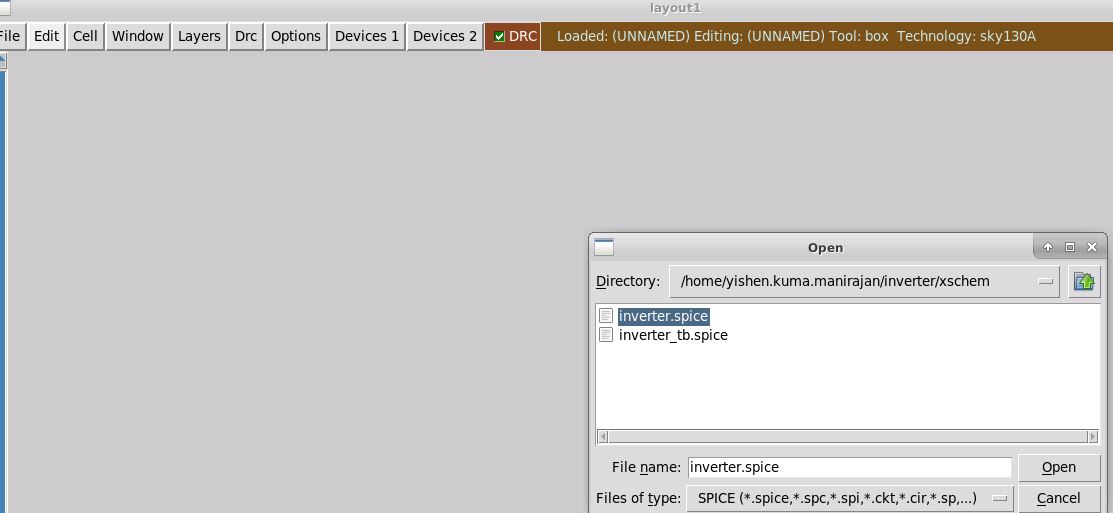 layout1
File Edit Cell Window Layers Drc Options Devices 1 Devices 2 DRC Loaded: (UNNAMED) Editing: (UNNAMED) Tool: box Technology: sky130A
Open
Directory: /home/yishen.kuma.manirajan/inverter/xschem
inverter.spice
inverter_tb.spice
File name: inverter.spice Open
Files of type: SPICE (*.spice,*.spc,*.spi,*.ckt,*.cir,*.sp,...) Cancel